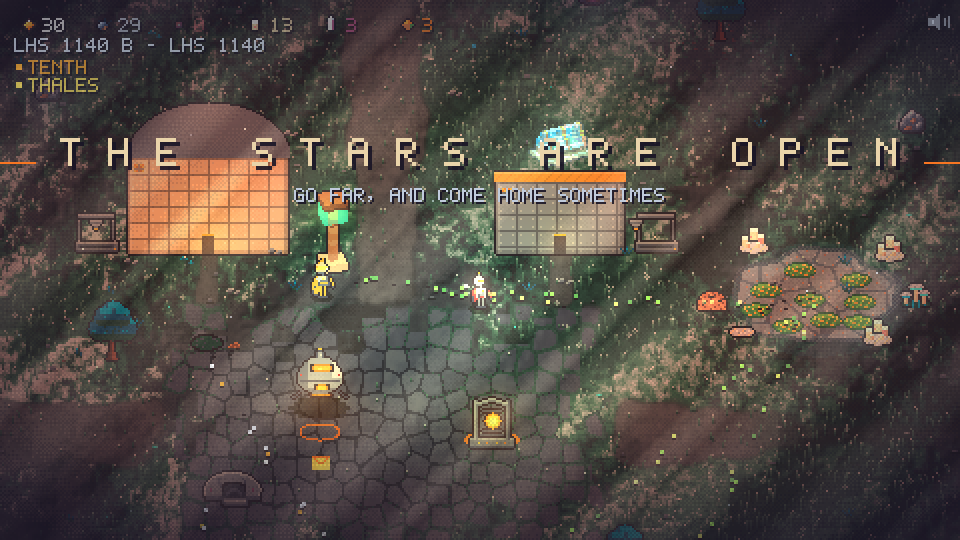 30 29 0 13 3 3
LHS 1140 B - LHS 1140
TENTH
THALES
THE STARS ARE OPEN
GO FAR, AND COME HOME SOMETIMES